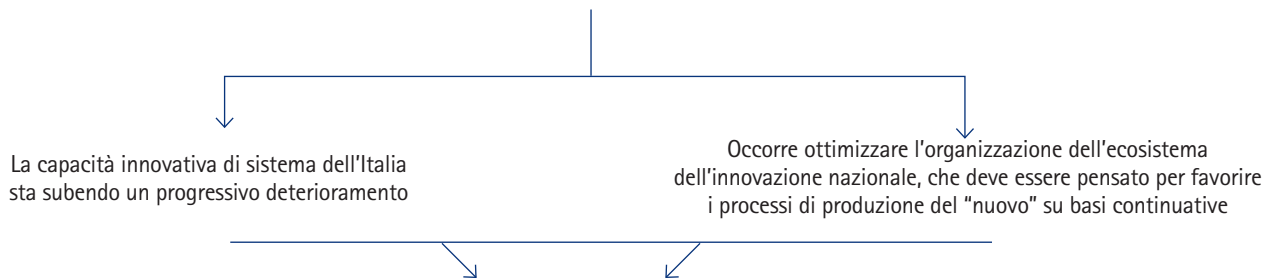 La capacità innovativa di sistema dell'Italia
sta subendo un progressivo deterioramento
Occorre ottimizzare l'organizzazione dell'ecosistema
dell'innovazione nazionale, che deve essere pensato per favorire
i processi di produzione del "nuovo" su basi continuative